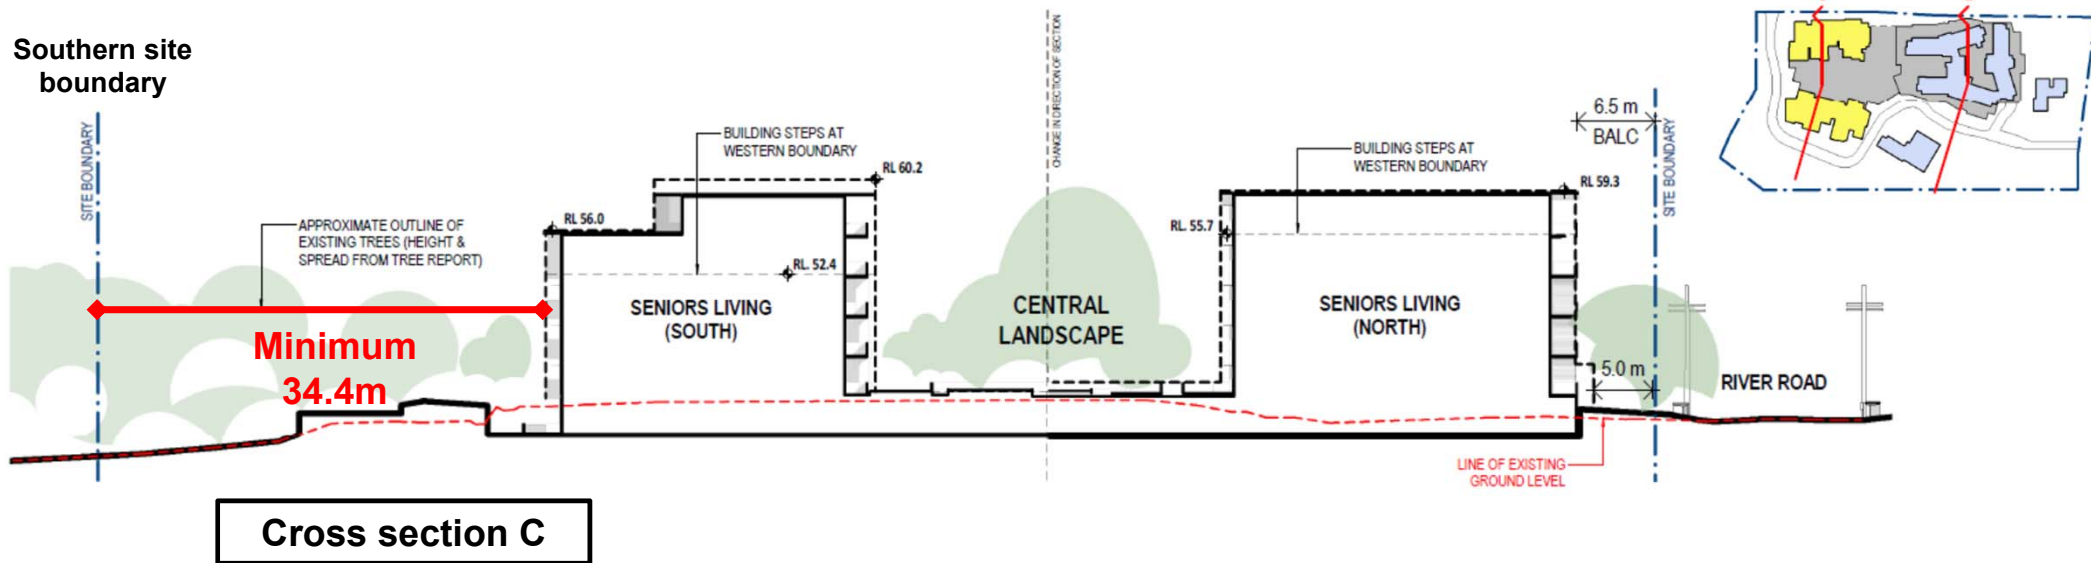 Southern site
boundary
SITE BOUNDARY
APPROXIMATE OUTLINE OF
EXISTING TREES (HEIGHT &
SPREAD FROM TREE REPORT)
Minimum
34.4m
RL 56.0
BUILDING STEPS AT
WESTERN BOUNDARY
RL 60.2
RL. 52.4
SENIORS LIVING
(SOUTH)
CHANGE IN DIRECTION OF SECTION
CENTRAL
LANDSCAPE
RL. 55.7
BUILDING STEPS AT
WESTERN BOUNDARY
RL 59.3
SENIORS LIVING
(NORTH)
6.5 m
BALC
SITE BOUNDARY
5.0 m
RIVER ROAD
LINE OF EXISTING
GROUND LEVEL
Cross section C